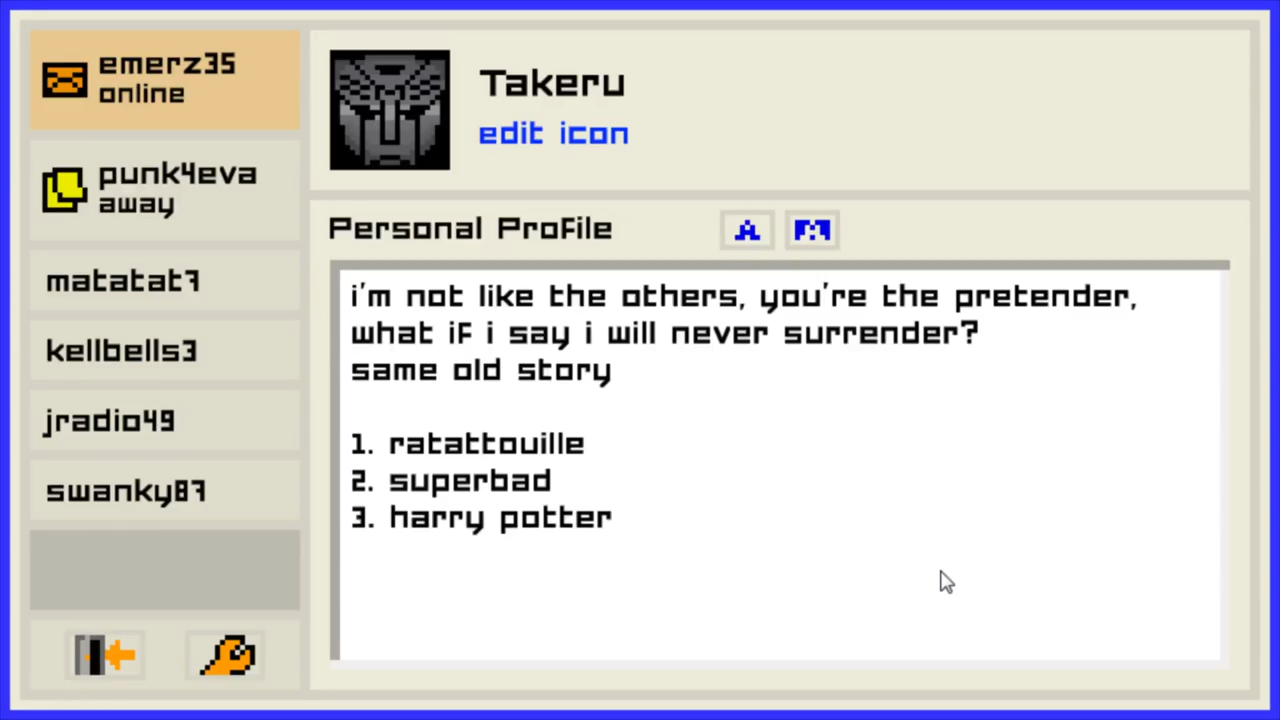 emerz35
online
punk4eva
away
matatat7
kellbells3
jradio49
swanky87
Takeru
edit icon
Personal Profile
i'm not like the others, you're the pretender,
what if i say i will never surrender?
same old story
1. ratattouille
2. superbad
3. harry potter